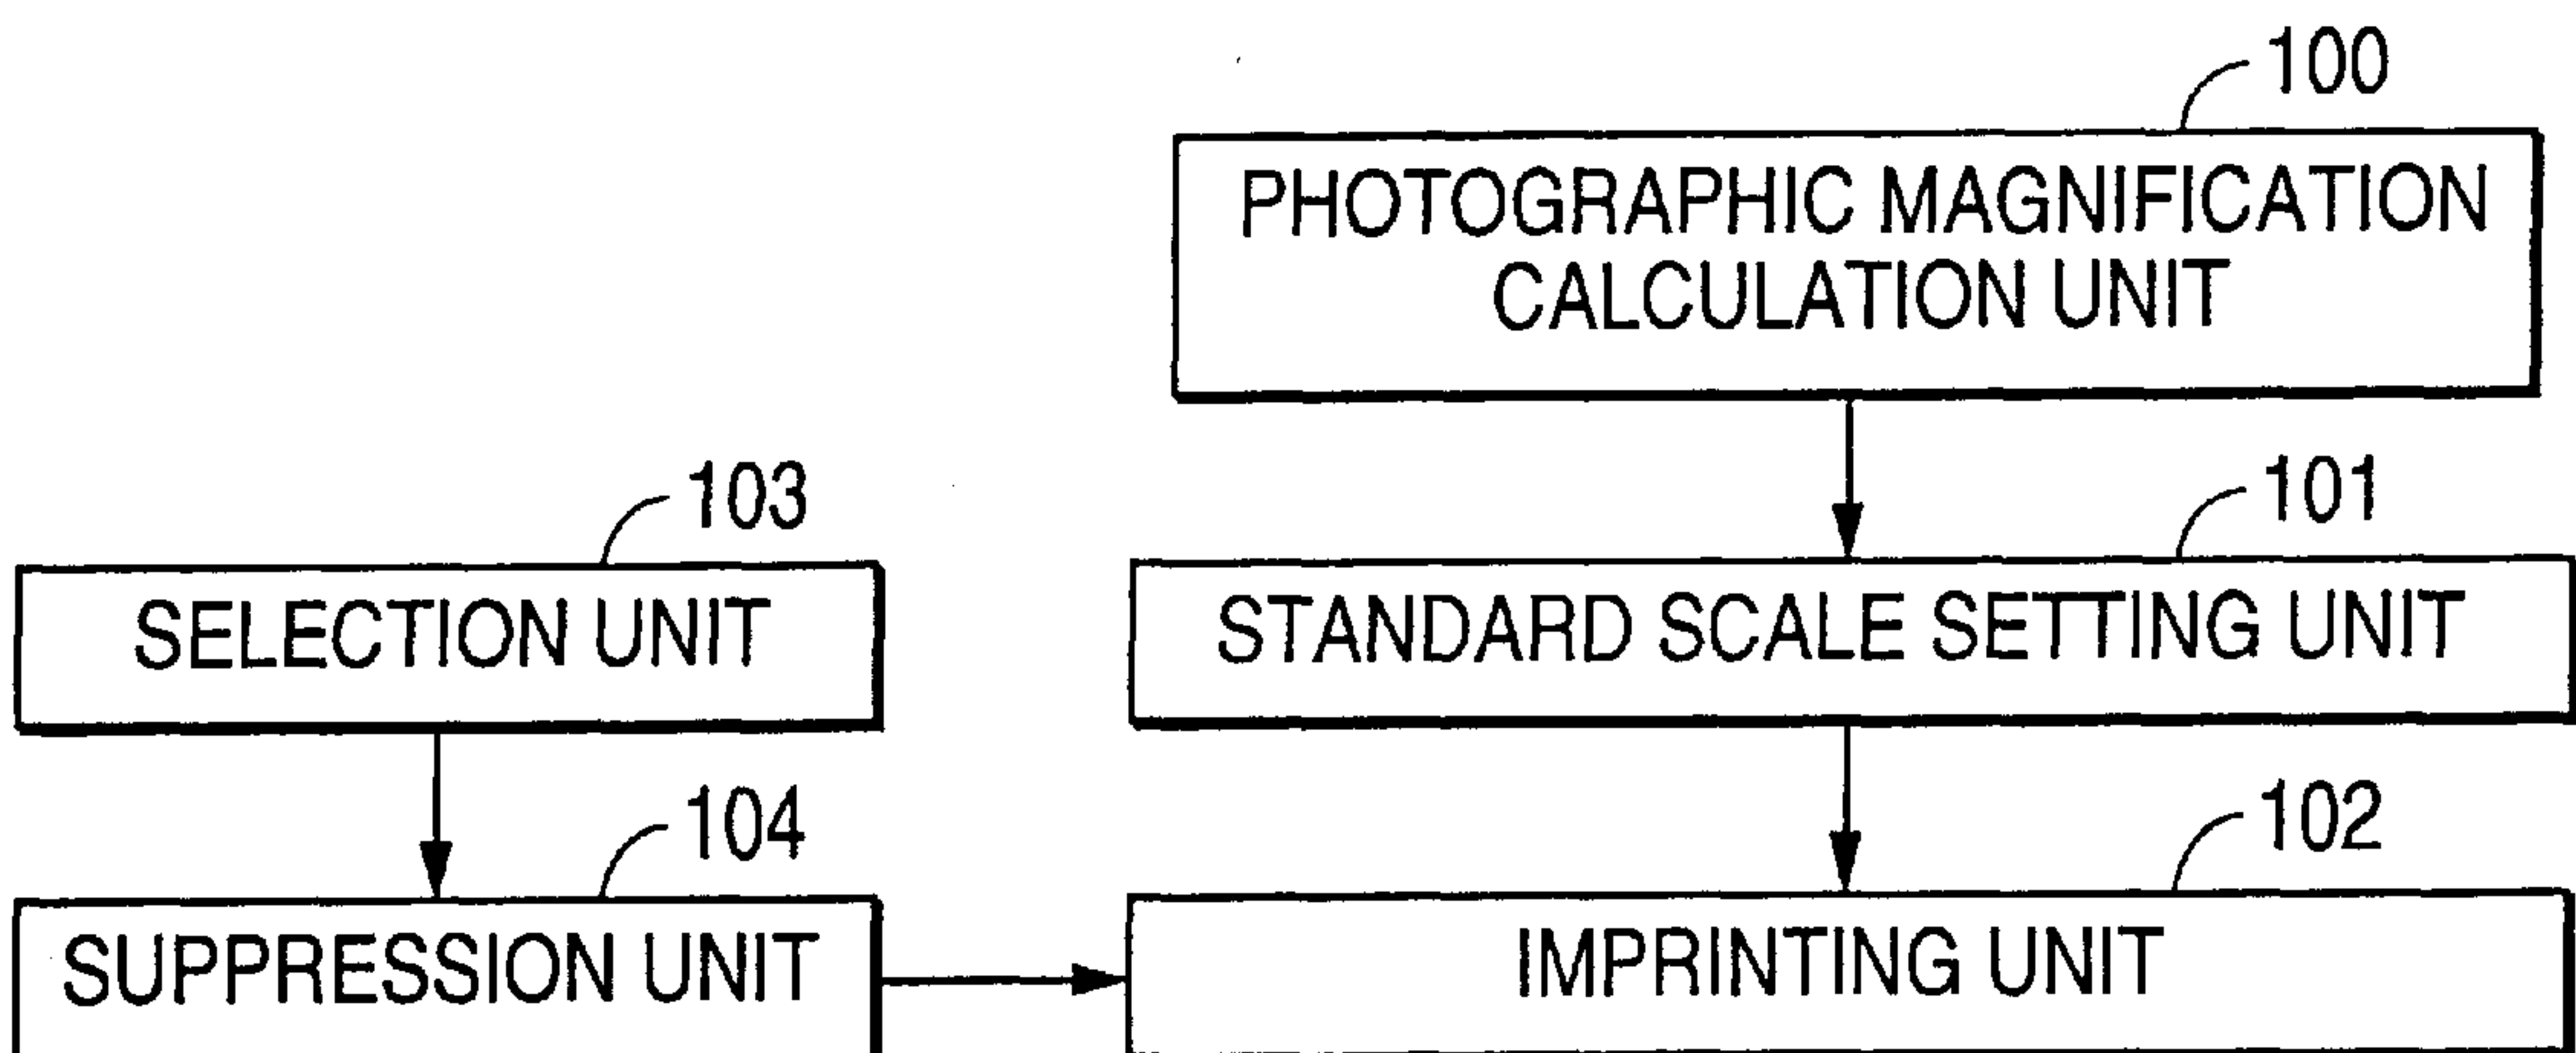 100
PHOTOGRAPHIC MAGNIFICATION
CALCULATION UNIT
103
101
SELECTION UNIT
STANDARD SCALE SETTING UNIT
104
102
SUPPRESSION UNIT
IMPRINTING UNIT